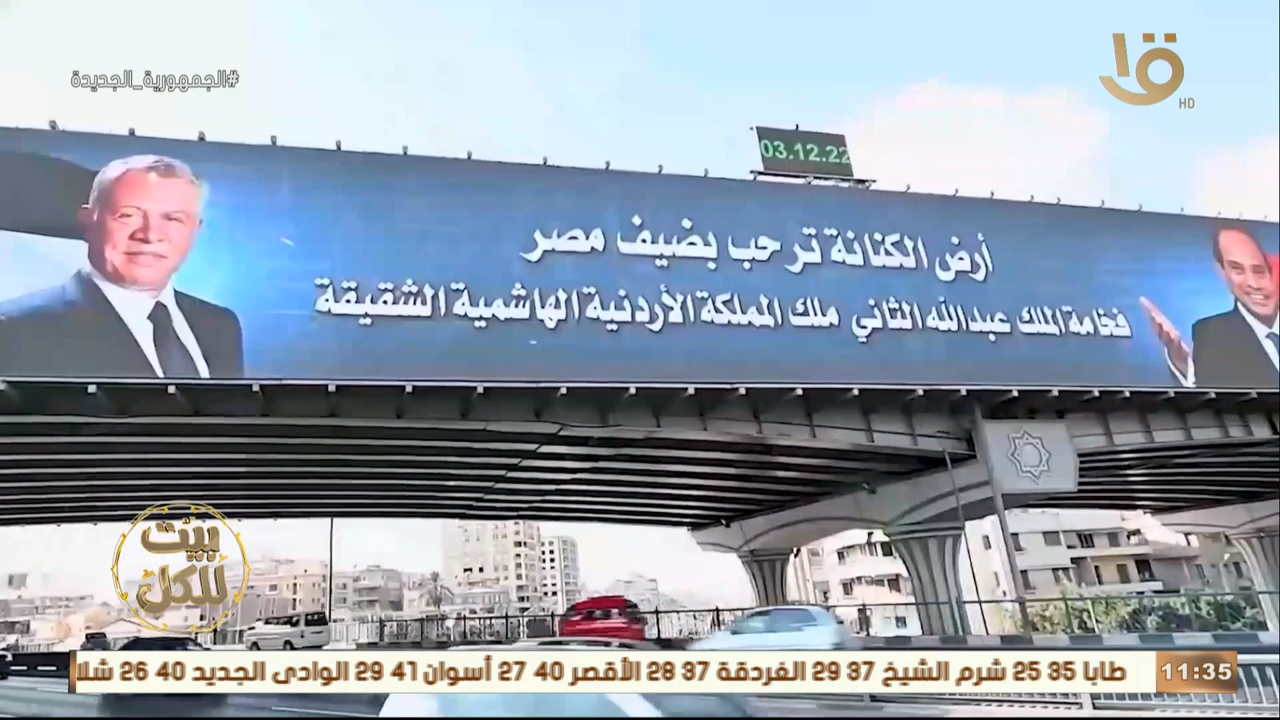 #الجمهورية_الجديدة
HD
03.12.22
أرض الكنانة ترحب بضيف مصر
فخامة الملك عبدالله الثاني ملك المملكة الأردنية الهاشمية الشقيقة
بيت للكل
11:35
طابا 35 25 شرم الشيخ 37 29 الغردقة 37 28 الأقصر 40 27 أسوان 41 29 الوادى الجديد 40 26 شلا